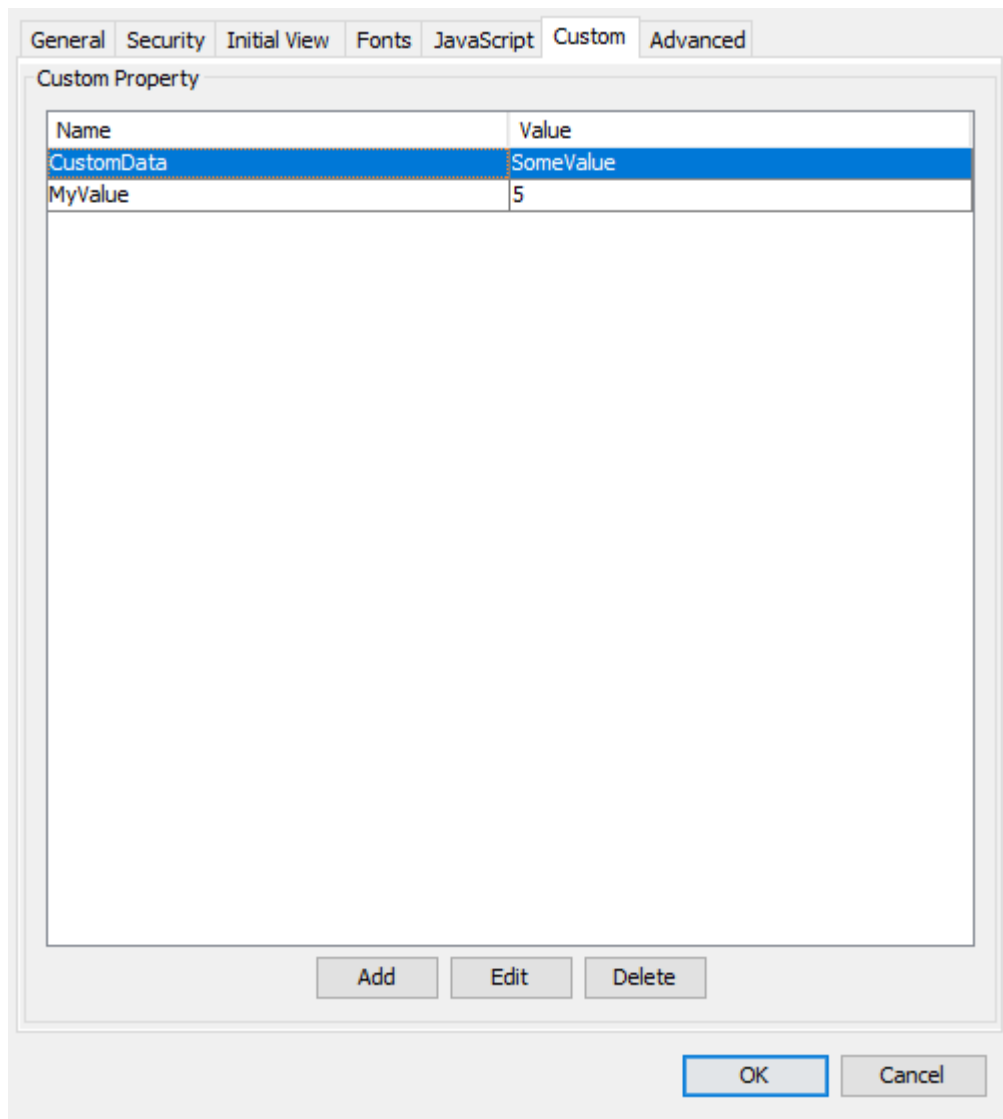 General Security Initial View Fonts JavaScript Custom Advanced
Custom Property
Name Value
CustomData SomeValue
MyValue 5
Add Edit Delete
OK Cancel